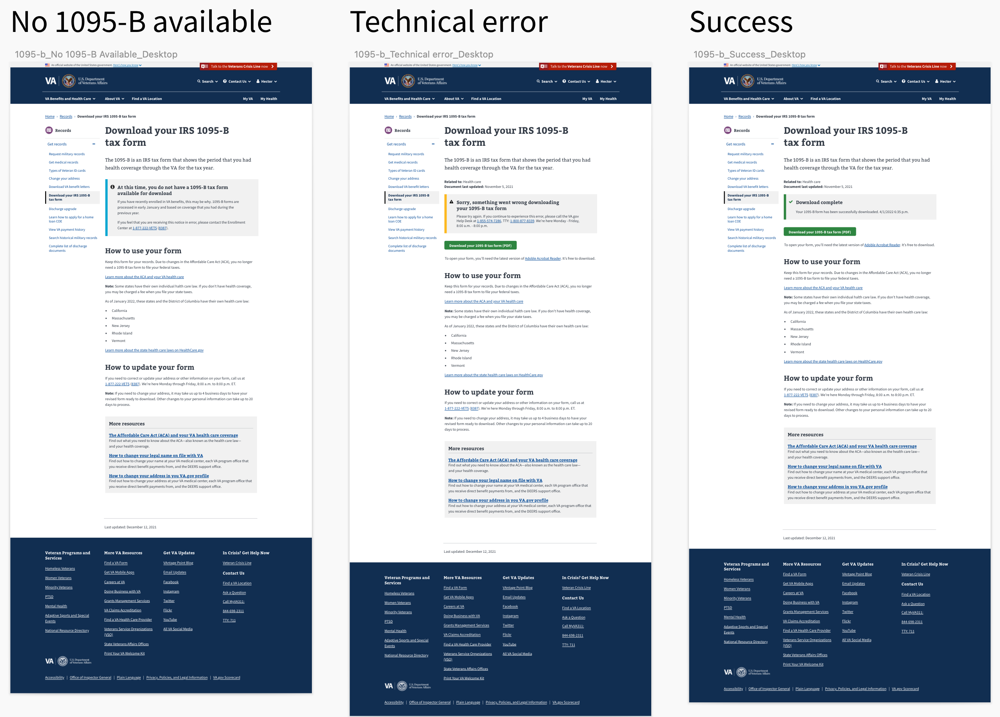 No 1095-B available
1095-b_No 1095-B Available_Desktop
An official website of the United States government. Here's how you know
Talk to the Veterans Crisis Line now
VA
U.S. Department
of Veterans Affairs
Search
Contact Us
Hector
VA Benefits and Health Care
About VA
Find a VA Location
My VA
My Health
Home › Records › Download your IRS 1095-B tax form
Records
Get records
Request military records
Get medical records
Types of Veteran ID cards
Change your address
Download VA benefit letters
Download your IRS 1095-B
tax form
Discharge upgrade
Learn how to apply for a home
loan COE
View VA payment history
Search historical military records
Complete list of discharge
documents
Download your IRS 1095-B
tax form
The 1095-B is an IRS tax form that shows the period that you had
health coverage through the VA for the tax year.
At this time, you do not have a 1095-B tax form
available for download
If you have recently enrolled in VA benefits, this may be why. 1095-B forms are
processed in early January and based on coverage that you had during the
previous year.
If you feel that you are receiving this notice in error, please contact the Enrollment
Center at 1-877-222-VETS (8387).
How to use your form
Keep this form for your records. Due to changes in the Affordable Care Act (ACA), you no longer
need a 1095-B tax form to file your federal taxes.
Learn more about the ACA and your VA health care
Note: Some states have their own individual halth care law. If you don't have health coverage,
you may be charged a fee when you file your state taxes.
As of January 2022, these states and the District of Columbia have their own health care law:
• California
• Massachusetts
• New Jersey
• Rhode Island
• Vermont
Learn more about the state health care laws on HealthCare.gov
How to update your form
If you need to correct or update your address or other information on your form, call us at
1-877-222-VETS (8387). We're here Monday through Friday, 8:00 a.m. to 8:00 p.m. ET.
Note: If you need to change your address, it may take us up to 4 business days to have your
revised form ready to download. Other changes to your personal information can take up to 20
days to process.
More resources
The Affordable Care Act (ACA) and your VA health care coverage
Find out what you need to know about the ACA—also known as the health care law—
and your health coverage.
How to change your legal name on file with VA
Find out how to change your name at your VA medical center, each VA program office that
you receive direct benefit payments from, and the DEERS support office.
How to change your address in you VA.gov profile
Find out how to change your address at your VA medical center, each VA program office that
you receive direct benefit payments from, and the DEERS support office.
Last updated: December 12, 2021
Veteran Programs and
Services
Homeless Veterans
Women Veterans
Minority Veterans
PTSD
Mental Health
Adaptive Sports and Special
Events
National Resource Directory
More VA Resources
Find a VA Form
Get VA Mobile Apps
Careers at VA
Doing Business with VA
Grants Management Services
VA Claims Accreditation
Find a VA Health Care Provider
Veterans Service Organizations
(VSO)
State Veterans Affairs Offices
Print Your VA Welcome Kit
Get VA Updates
VAntage Point Blog
Email Updates
Facebook
Instagram
Twitter
Flickr
YouTube
All VA Social Media
In Crisis? Get Help Now
Veteran Crisis Line
Contact Us
Find a VA Location
Ask a Question
Call MyVA311:
844-698-2311
TTY: 711
VA
U.S. Department
of Veterans Affairs
Accessibility | Office of Inspector General | Plain Language | Privacy, Policies, and Legal Information | VA.gov Scorecard
Technical error
1095-b_Technical error_Desktop
An official website of the United States government. Here's how you know
Talk to the Veterans Crisis Line now
VA
U.S. Department
of Veterans Affairs
Search
Contact Us
Hector
VA Benefits and Health Care
About VA
Find a VA Location
My VA
My Health
Home › Records › Download your IRS 1095-B tax form
Records
Get records
Request military records
Get medical records
Types of Veteran ID cards
Change your address
Download VA benefit letters
Download your IRS 1095-B
tax form
Discharge upgrade
Learn how to apply for a home
loan COE
View VA payment history
Search historical military records
Complete list of discharge
documents
Download your IRS 1095-B
tax form
The 1095-B is an IRS tax form that shows the period that you had
health coverage through the VA for the tax year.
Related to: Health care
Document last updated: November 5, 2021
Sorry, something went wrong downloading
your 1095-B tax form
Please try again. If you continue to experience this error, please call the VA.gov
Help Desk at 1-855-574-7286, TTY: 1-800-877-8339. We're here Monday - Friday,
8:00 a.m. - 8:00 p.m.
Download your 1095-B tax form (PDF)
To open your form, you'll need the latest version of Adoble Acrobat Reader. It's free to download.
How to use your form
Keep this form for your records. Due to changes in the Affordable Care Act (ACA), you no longer
need a 1095-B tax form to file your federal taxes.
Learn more about the ACA and your VA health care
Note: Some states have their own individual halth care law. If you don't have health coverage,
you may be charged a fee when you file your state taxes.
As of January 2022, these states and the District of Columbia have their own health care law:
• California
• Massachusetts
• New Jersey
• Rhode Island
• Vermont
Learn more about the state health care laws on HealthCare.gov
How to update your form
If you need to correct or update your address or other information on your form, call us at
1-877-222-VETS (8387). We're here Monday through Friday, 8:00 a.m. to 8:00 p.m. ET.
Note: If you need to change your address, it may take us up to 4 business days to have your
revised form ready to download. Other changes to your personal information can take up to 20
days to process.
More resources
The Affordable Care Act (ACA) and your VA health care coverage
Find out what you need to know about the ACA—also known as the health care law—
and your health coverage.
How to change your legal name on file with VA
Find out how to change your name at your VA medical center, each VA program office that
you receive direct benefit payments from, and the DEERS support office.
How to change your address in you VA.gov profile
Find out how to change your address at your VA medical center, each VA program office that
you receive direct benefit payments from, and the DEERS support office.
Last updated: December 12, 2021
Veteran Programs and
Services
Homeless Veterans
Women Veterans
Minority Veterans
PTSD
Mental Health
Adaptive Sports and Special
Events
National Resource Directory
More VA Resources
Find a VA Form
Get VA Mobile Apps
Careers at VA
Doing Business with VA
Grants Management Services
VA Claims Accreditation
Find a VA Health Care Provider
Veterans Service Organizations
(VSO)
State Veterans Affairs Offices
Print Your VA Welcome Kit
Get VA Updates
VAntage Point Blog
Email Updates
Facebook
Instagram
Twitter
Flickr
YouTube
All VA Social Media
In Crisis? Get Help Now
Veteran Crisis Line
Contact Us
Find a VA Location
Ask a Question
Call MyVA311:
844-698-2311
TTY: 711
VA
U.S. Department
of Veterans Affairs
Accessibility | Office of Inspector General | Plain Language | Privacy, Policies, and Legal Information | VA.gov Scorecard
Success
1095-b_Success_Desktop
An official website of the United States government. Here's how you know
Talk to the Veterans Crisis Line now
VA
U.S. Department
of Veterans Affairs
Search
Contact Us
Hector
VA Benefits and Health Care
About VA
Find a VA Location
My VA
My Health
Home › Records › Download your IRS 1095-B tax form
Records
Get records
Request military records
Get medical records
Types of Veteran ID cards
Change your address
Download VA benefit letters
Download your IRS 1095-B
tax form
Discharge upgrade
Learn how to apply for a home
loan COE
View VA payment history
Search historical military records
Complete list of discharge
documents
Download your IRS 1095-B
tax form
The 1095-B is an IRS tax form that shows the period that you had
health coverage through the VA for the tax year.
Related to: Health care
Document last updated: November 5, 2021
Download complete
Your 1095-B form has been successfully downloaded. 4/1/2022 6:35 p.m.
Download your 1095-B tax form (PDF)
To open your form, you'll need the latest version of Adoble Acrobat Reader. It's free to download.
How to use your form
Keep this form for your records. Due to changes in the Affordable Care Act (ACA), you no longer
need a 1095-B tax form to file your federal taxes.
Learn more about the ACA and your VA health care
Note: Some states have their own individual halth care law. If you don't have health coverage,
you may be charged a fee when you file your state taxes.
As of January 2022, these states and the District of Columbia have their own health care law:
• California
• Massachusetts
• New Jersey
• Rhode Island
• Vermont
Learn more about the state health care laws on HealthCare.gov
How to update your form
If you need to correct or update your address or other information on your form, call us at
1-877-222-VETS (8387). We're here Monday through Friday, 8:00 a.m. to 8:00 p.m. ET.
Note: If you need to change your address, it may take us up to 4 business days to have your
revised form ready to download. Other changes to your personal information can take up to 20
days to process.
More resources
The Affordable Care Act (ACA) and your VA health care coverage
Find out what you need to know about the ACA—also known as the health care law—
and your health coverage.
How to change your legal name on file with VA
Find out how to change your name at your VA medical center, each VA program office that
you receive direct benefit payments from, and the DEERS support office.
How to change your address in you VA.gov profile
Find out how to change your address at your VA medical center, each VA program office that
you receive direct benefit payments from, and the DEERS support office.
Last updated: December 12, 2021
Veteran Programs and
Services
Homeless Veterans
Women Veterans
Minority Veterans
PTSD
Mental Health
Adaptive Sports and Special
Events
National Resource Directory
More VA Resources
Find a VA Form
Get VA Mobile Apps
Careers at VA
Doing Business with VA
Grants Management Services
VA Claims Accreditation
Find a VA Health Care Provider
Veterans Service Organizations
(VSO)
State Veterans Affairs Offices
Print Your VA Welcome Kit
Get VA Updates
VAntage Point Blog
Email Updates
Facebook
Instagram
Twitter
Flickr
YouTube
All VA Social Media
In Crisis? Get Help Now
Veteran Crisis Line
Contact Us
Find a VA Location
Ask a Question
Call MyVA311:
844-698-2311
TTY: 711
VA
U.S. Department
of Veterans Affairs
Accessibility | Office of Inspector General | Plain Language | Privacy, Policies, and Legal Information | VA.gov Scorecard